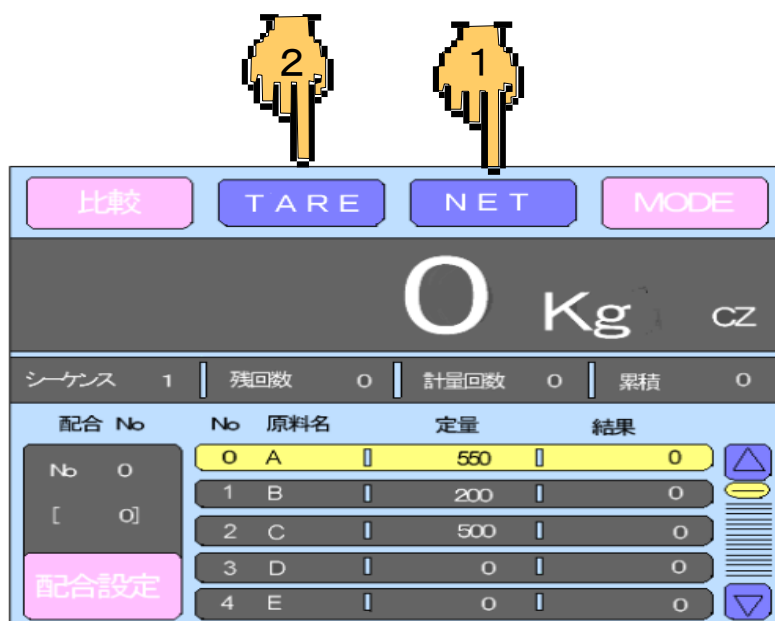 2 1
比較 TARE NET MODE
0 Kg CZ
シーケンス 1 残回数 0 計量回数 0 累積 0
配合 No No 原料名 定量 結果
No 0
[ 0]
配合設定
0 A 550 0
1 B 200 0
2 C 500 0
3 D 0 0
4 E 0 0